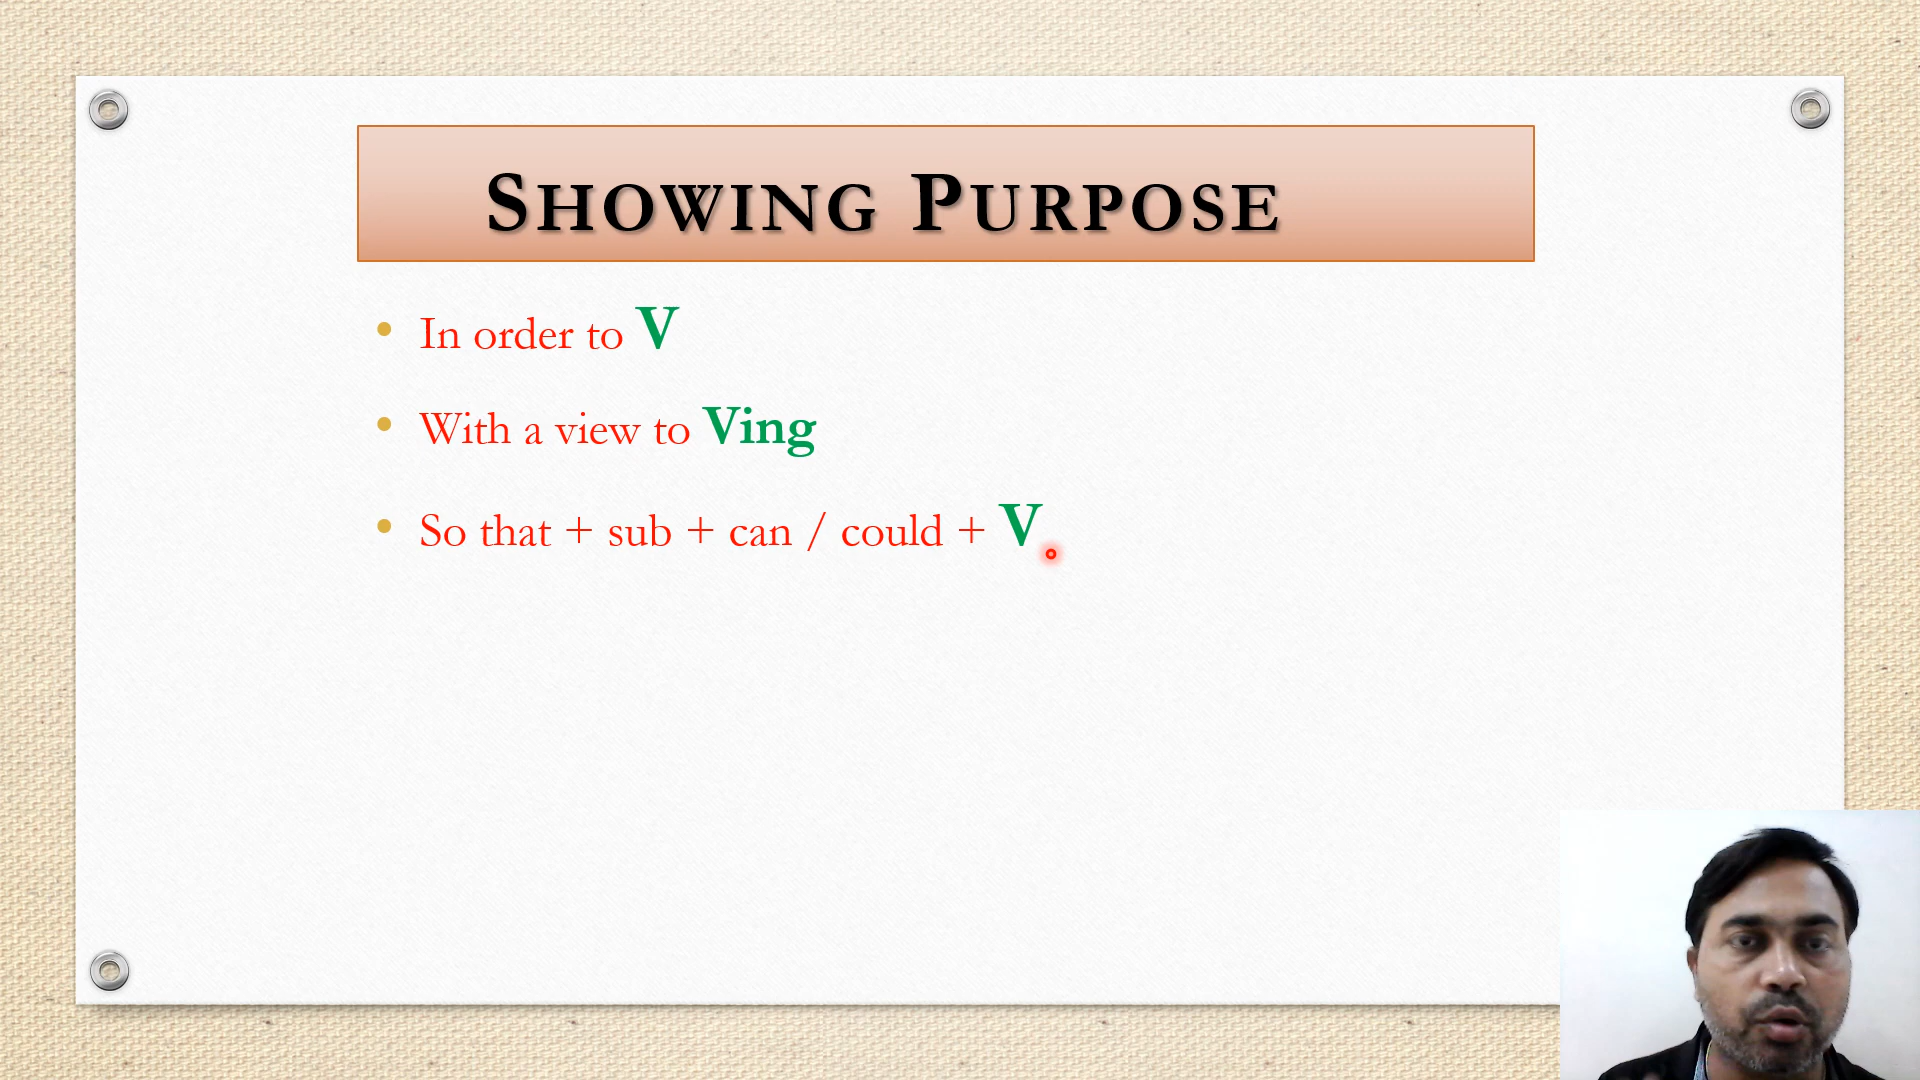 Showing Purpose
• In order to V
• With a view to Ving
• So that + sub + can / could + V